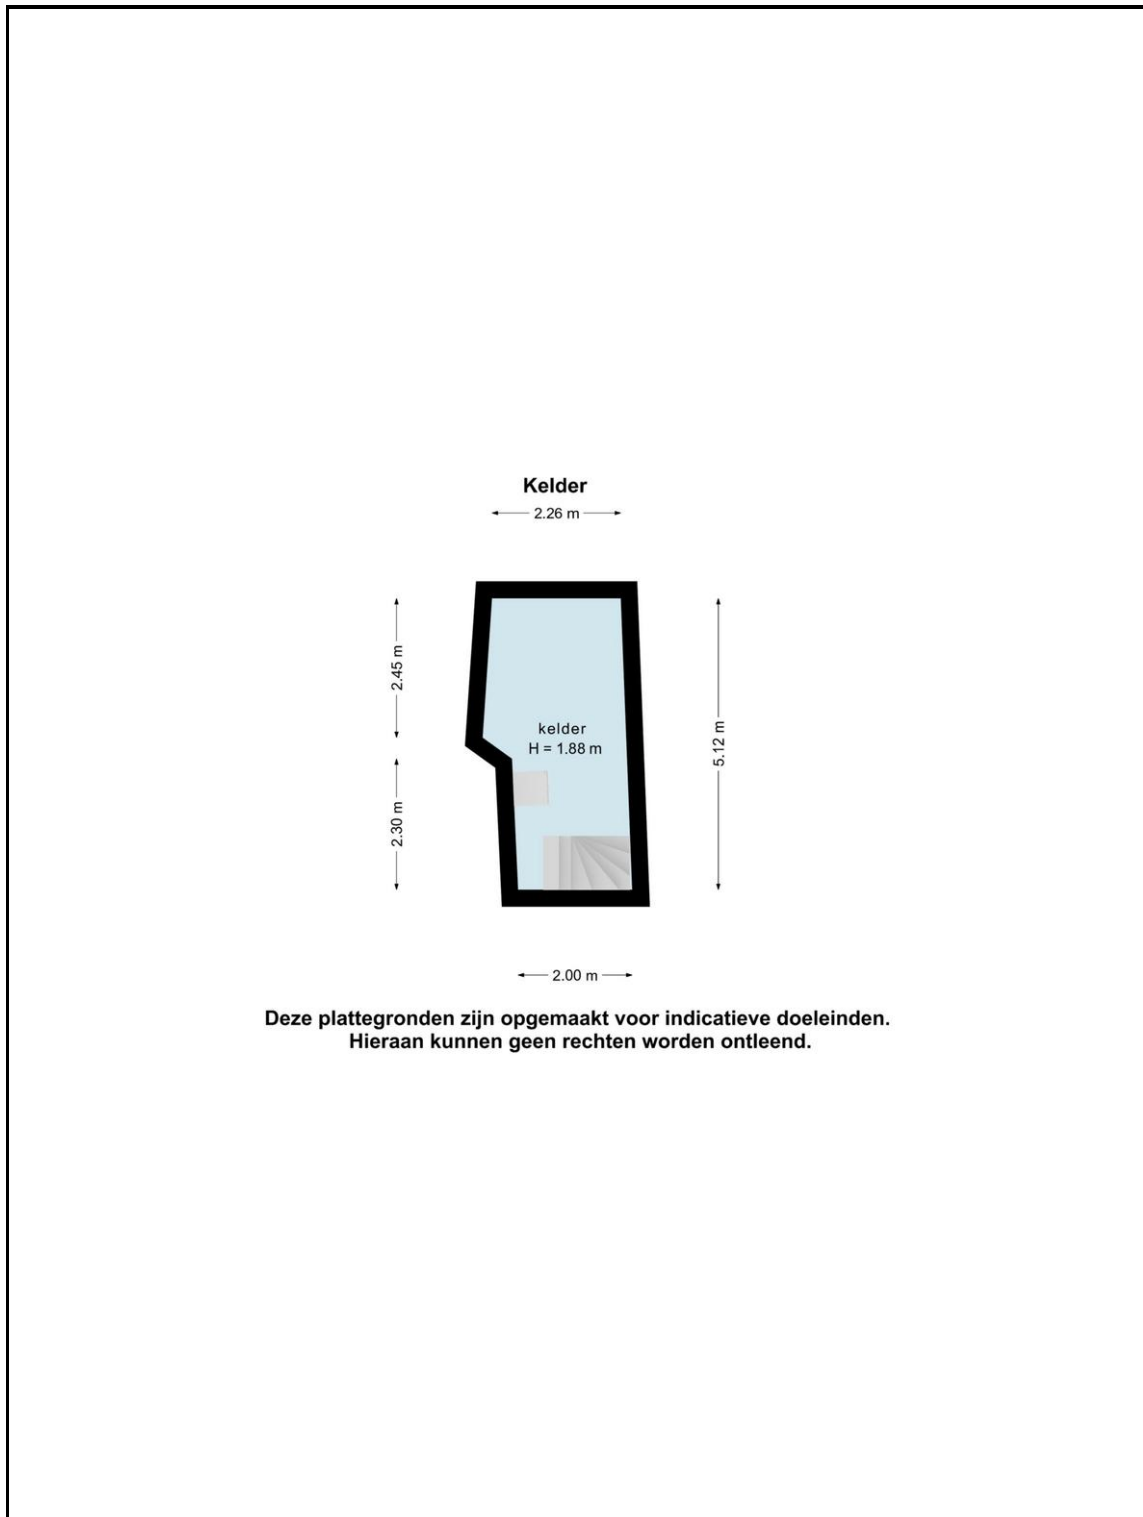 Kelder
2.26 m
2.45 m
5.12 m
kelder
H = 1.88 m
2.30 m
2.00 m
Deze plattegronden zijn opgemaakt voor indicatieve doeleinden.
Hieraan kunnen geen rechten worden ontleend.